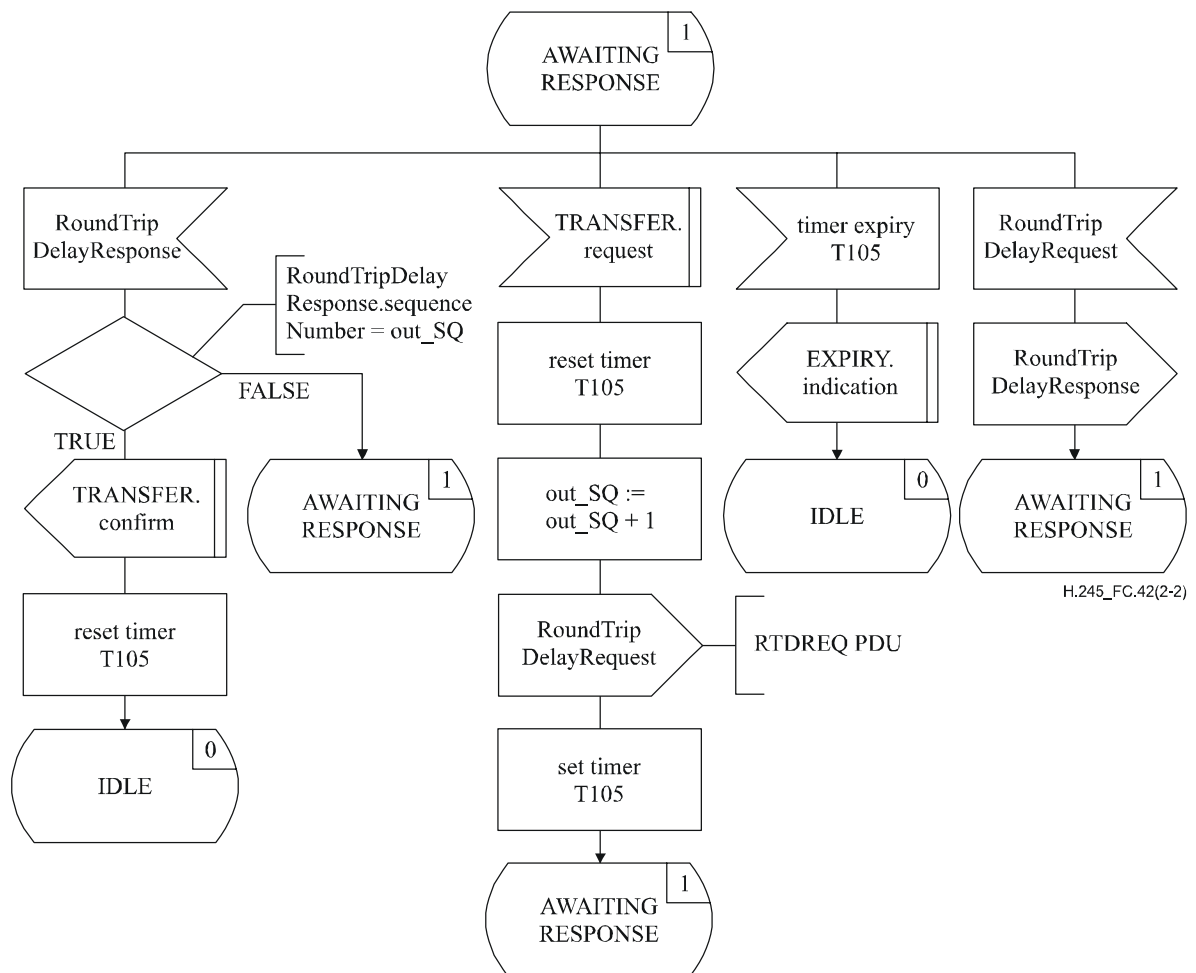 1
AWAITING
RESPONSE
RoundTrip
DelayResponse
TRANSFER.
request
timer expiry
T105
RoundTrip
DelayRequest
RoundTripDelay
Response.sequence
Number = out_SQ
FALSE
TRUE
reset timer
T105
EXPIRY.
indication
RoundTrip
DelayResponse
TRANSFER.
confirm
1
AWAITING
RESPONSE
out_SQ :=
out_SQ + 1
0
IDLE
1
AWAITING
RESPONSE
H.245_FC.42(2-2)
reset timer
T105
RoundTrip
DelayRequest
RTDREQ PDU
0
IDLE
set timer
T105
1
AWAITING
RESPONSE